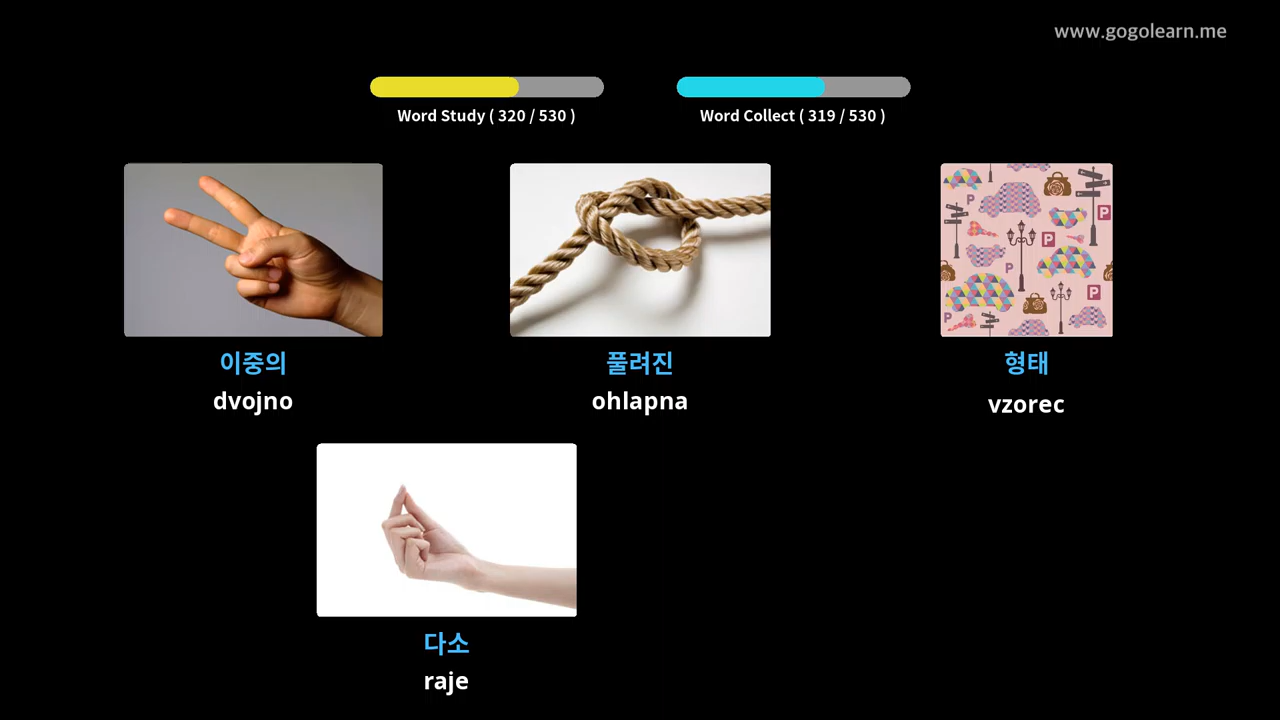 www.gogolearn.me
Word Study ( 320 / 530 )
Word Collect ( 319 / 530 )
P
P
P
P
P
P
이중의
dvojno
풀려진
ohlapna
형태
vzorec
다소
raje